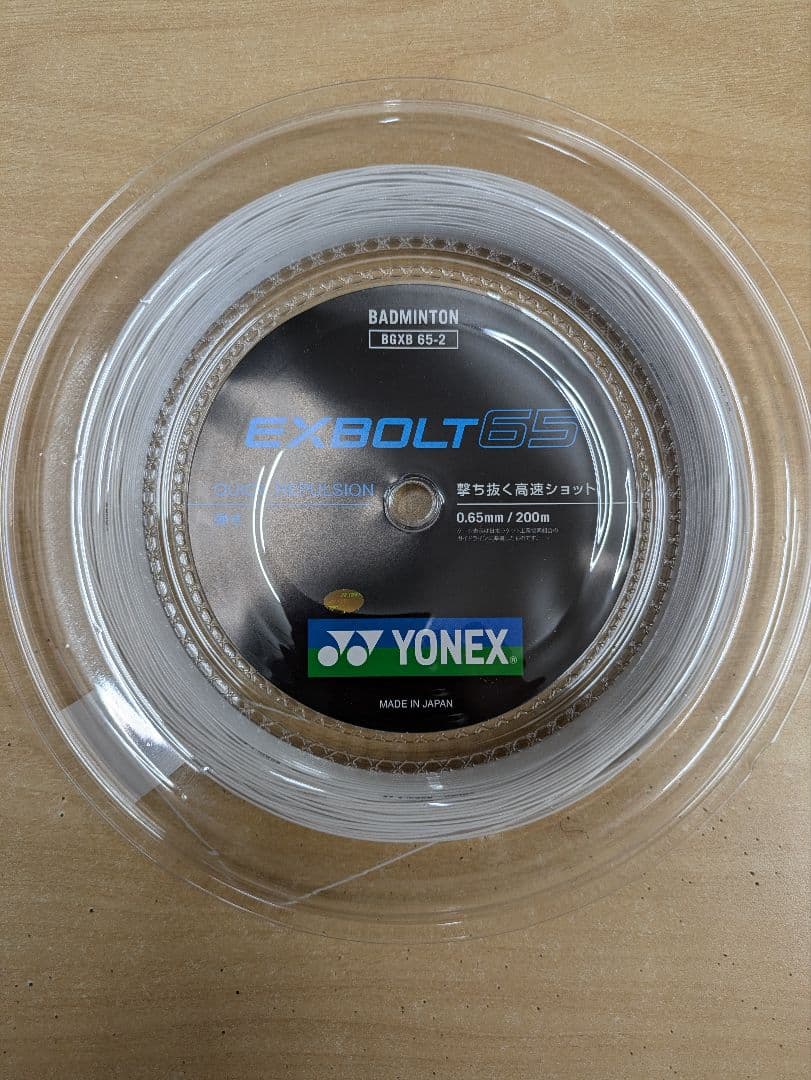 BADMINTON
BGXB 65-2
EXBOLT65
REPULSION
撃ち抜く高速ショット
0.65mm / 200m
YONEX®
MADE IN JAPAN